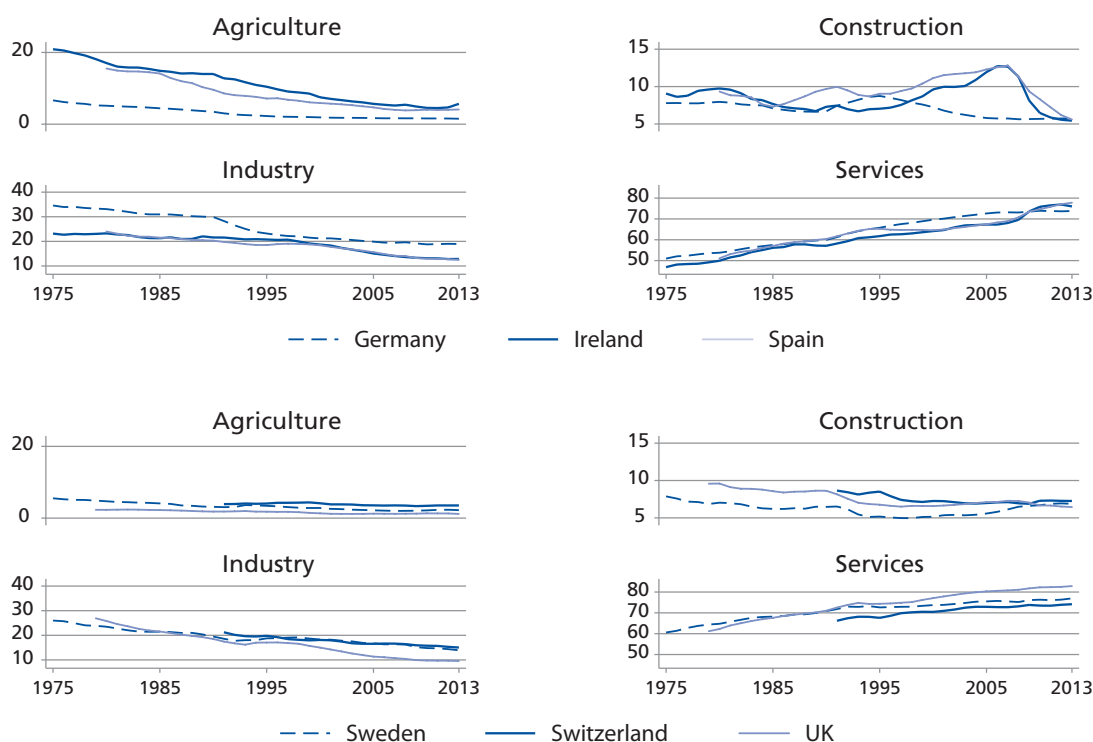 Agriculture
20
0
Construction
15
10
5
Industry
40
30
20
10
1975 1985 1995 2005 2013
Services
80
70
60
50
1975 1985 1995 2005 2013
Germany Ireland Spain
Agriculture
20
0
Construction
15
10
5
Industry
40
30
20
10
1975 1985 1995 2005 2013
Services
80
70
60
50
1975 1985 1995 2005 2013
Sweden Switzerland UK